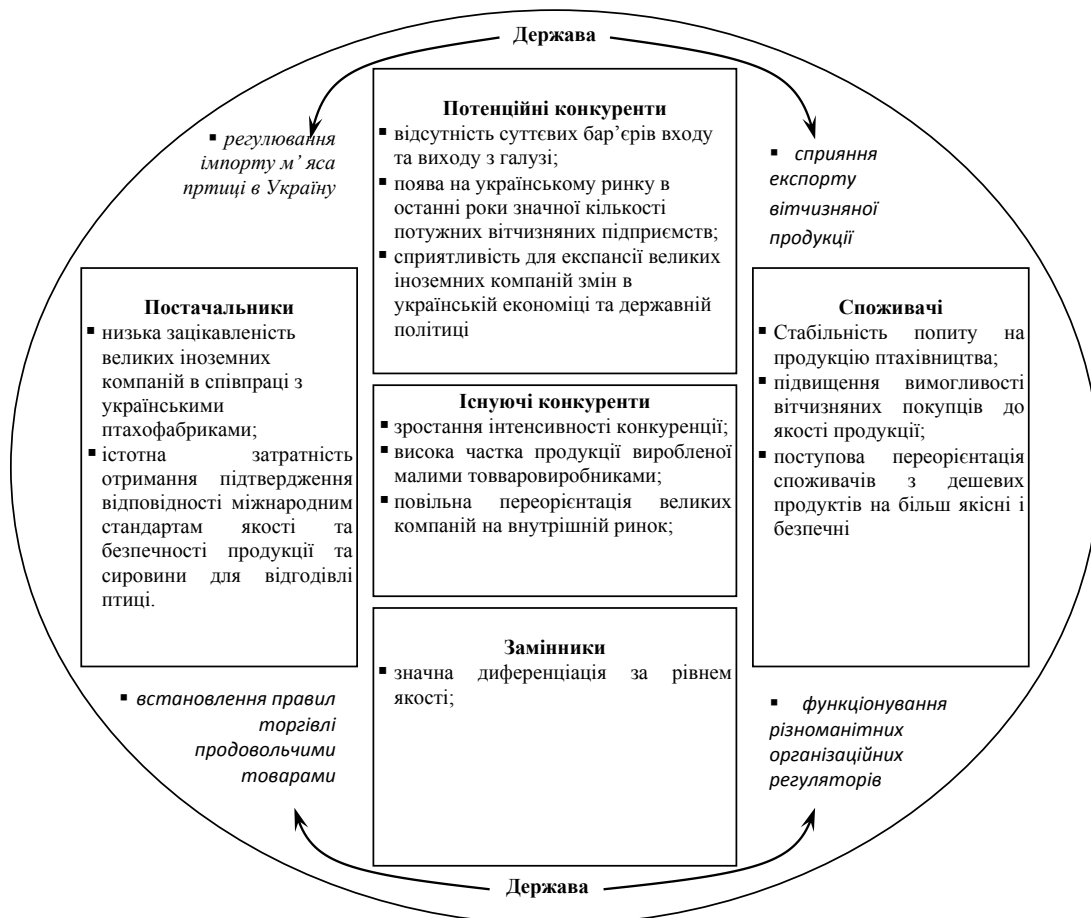 Держава
▪ регулювання
імпорту м’ яса
пртиці в Україну
Потенційні конкуренти
▪ відсутність суттєвих бар’єрів входу
та виходу з галузі;
▪ поява на українському ринку в
останні роки значної кількості
потужних вітчизняних підприємств;
▪ сприятливість для експансії великих
іноземних компаній змін в
українській економіці та державній
політиці
▪ сприяння
експорту
вітчизняної
продукції
Постачальники
▪ низька зацікавленість
великих іноземних
компаній в співпраці з
українськими
птахофабриками;
▪ істотна затратність
отримання підтвердження
відповідності міжнародним
стандартам якості та
безпечності продукції та
сировини для відгодівлі
птиці.
Існуючі конкуренти
▪ зростання інтенсивності конкуренції;
▪ висока частка продукції виробленої
малими товваровиробниками;
▪ повільна переорієнтація великих
компаній на внутрішній ринок;
Споживачі
▪ Стабільність попиту на
продукцію птахівництва;
▪ підвищення вимогливості
вітчизняних покупців до
якості продукції;
▪ поступова переорієнтація
споживачів з дешевих
продуктів на більш якісні і
безпечні
Замінники
▪ значна диференціація за рівнем
якості;
▪ встановлення правил
торгівлі
продовольчими
товарами
▪ функціонування
різноманітних
організаційних
регуляторів
Держава